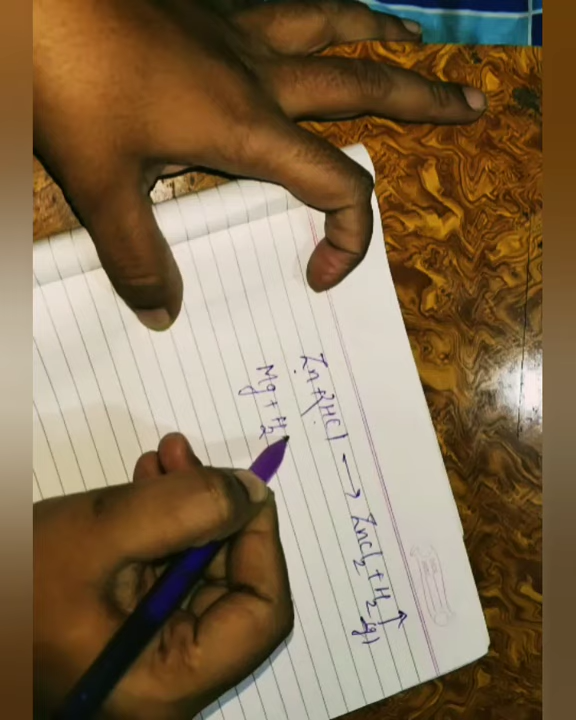 Zn + 2HCl → ZnCl₂ + H₂↑ (g)
Mg + H₂